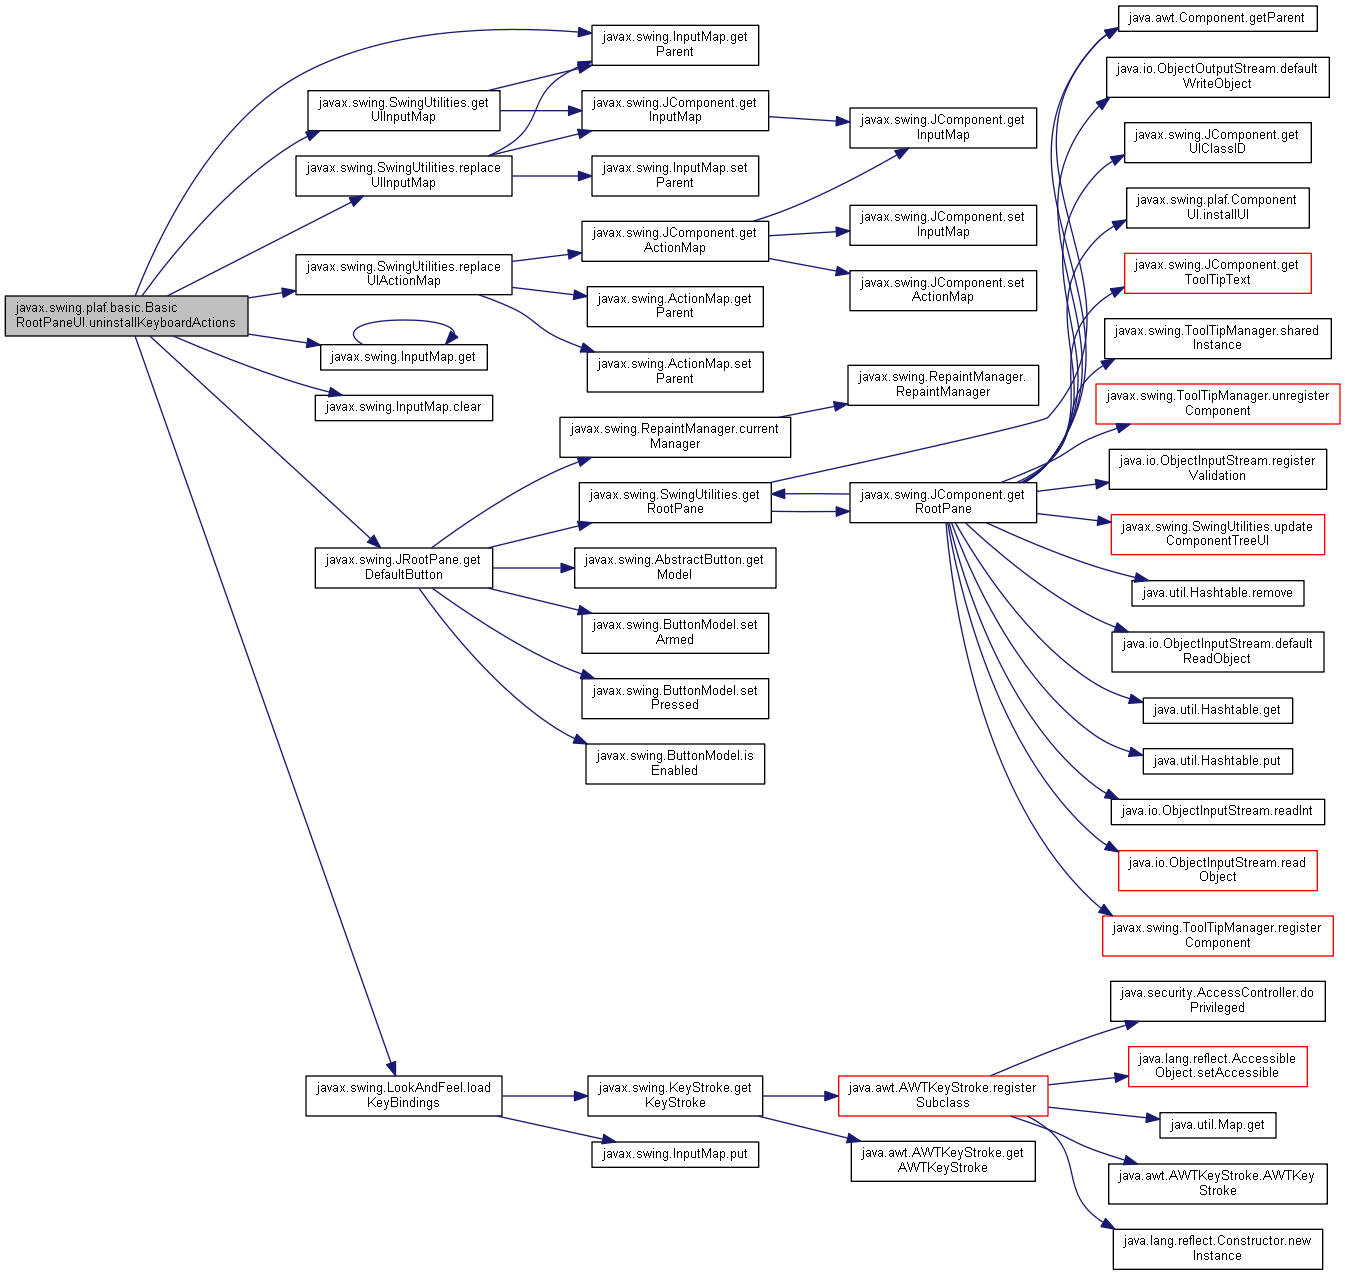 javax.swing.plaf.basic.Basic
RootPaneUI.uninstallKeyboardActions
javax.swing.InputMap.get
Parent
javax.swing.SwingUtilities.get
UIInputMap
javax.swing.SwingUtilities.replace
UIInputMap
javax.swing.SwingUtilities.replace
UIActionMap
javax.swing.InputMap.get
javax.swing.InputMap.clear
javax.swing.JRootPane.get
DefaultButton
javax.swing.LookAndFeel.load
KeyBindings
javax.swing.JComponent.get
InputMap
javax.swing.InputMap.set
Parent
javax.swing.JComponent.get
ActionMap
javax.swing.ActionMap.get
Parent
javax.swing.ActionMap.set
Parent
javax.swing.RepaintManager.current
Manager
javax.swing.SwingUtilities.get
RootPane
javax.swing.AbstractButton.get
Model
javax.swing.ButtonModel.set
Armed
javax.swing.ButtonModel.set
Pressed
javax.swing.ButtonModel.is
Enabled
javax.swing.KeyStroke.get
KeyStroke
javax.swing.InputMap.put
javax.swing.JComponent.get
InputMap
javax.swing.JComponent.set
InputMap
javax.swing.JComponent.set
ActionMap
javax.swing.RepaintManager.
RepaintManager
javax.swing.JComponent.get
RootPane
java.awt.AWTKeyStroke.register
Subclass
java.awt.AWTKeyStroke.get
AWTKeyStroke
java.awt.Component.getParent
java.io.ObjectOutputStream.default
WriteObject
javax.swing.JComponent.get
UIClassID
javax.swing.plaf.Component
UI.installUI
javax.swing.JComponent.get
ToolTipText
javax.swing.ToolTipManager.shared
Instance
javax.swing.ToolTipManager.unregister
Component
java.io.ObjectInputStream.register
Validation
javax.swing.SwingUtilities.update
ComponentTreeUI
java.util.Hashtable.remove
java.io.ObjectInputStream.default
ReadObject
java.util.Hashtable.get
java.util.Hashtable.put
java.io.ObjectInputStream.readInt
java.io.ObjectInputStream.read
Object
javax.swing.ToolTipManager.register
Component
java.security.AccessController.do
Privileged
java.lang.reflect.Accessible
Object.setAccessible
java.util.Map.get
java.awt.AWTKeyStroke.AWTKey
Stroke
java.lang.reflect.Constructor.new
Instance